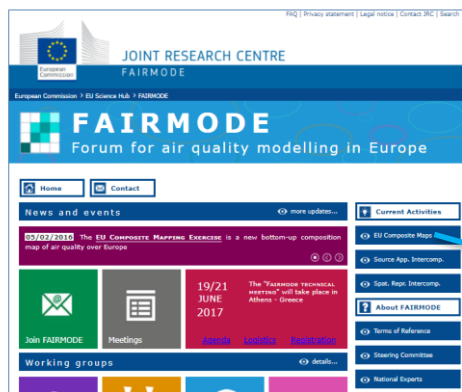 FAQ | Privacy statement | Legal notice | Contact JRC | Search
European
Commission
JOINT RESEARCH CENTRE
FAIRMODE
European Commission > EU Science Hub > FAIRMODE
FAIRMODE
Forum for air quality modelling in Europe
Home
Contact
News and events
more updates...
05/02/2016 The EU COMPOSITE MAPPING EXERCISE is a new bottom-up composition
map of air quality over Europe
Join FAIRMODE
Meetings
19/21
JUNE
2017
The "FAIRMODE TECHNICAL
MEETING" will take place in
Athens - Greece
Agenda Logistics Registration
Working groups
details...
Current Activities
EU Composite Maps
Source App. Intercomp.
Spat. Repr. Intercomp.
About FAIRMODE
Terms of Reference
Steering Committee
National Experts